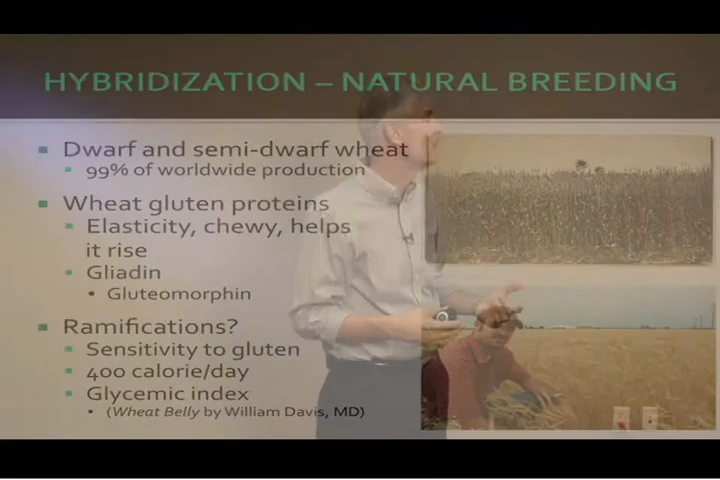 HYBRIDIZATION – NATURAL BREEDING
Dwarf and semi-dwarf wheat
99% of worldwide production
Wheat gluten proteins
Elasticity, chewy, helps
it rise
Gliadin
Gluteomorphin
Ramifications?
Sensitivity to gluten
400 calorie/day
Glycemic index
(Wheat Belly by William Davis, MD)